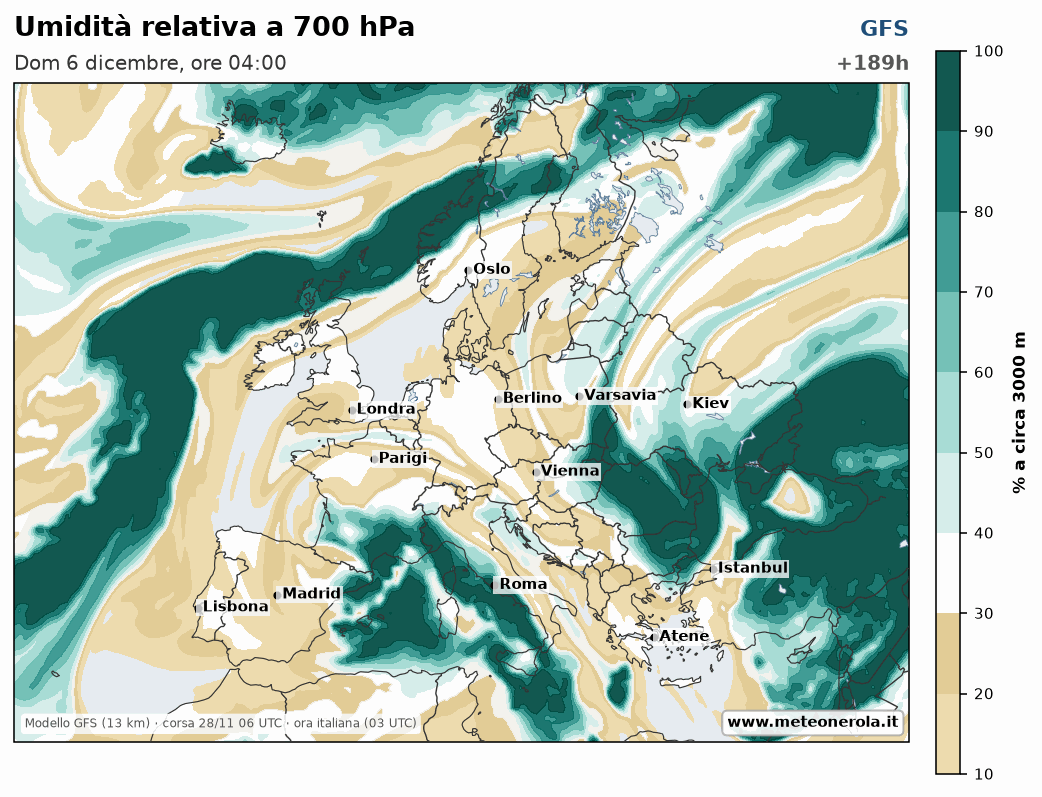 Umidità relativa a 700 hPa
GFS
Dom 6 dicembre, ore 04:00
+189h
100
90
80
70
60
50
40
30
20
10
% a circa 3000 m
Oslo
Berlino
Varsavia
Kiev
Londra
Parigi
Vienna
Istanbul
Roma
Madrid
Lisbona
Atene
Modello GFS (13 km) · corsa 28/11 06 UTC · ora italiana (03 UTC)
www.meteonerola.it